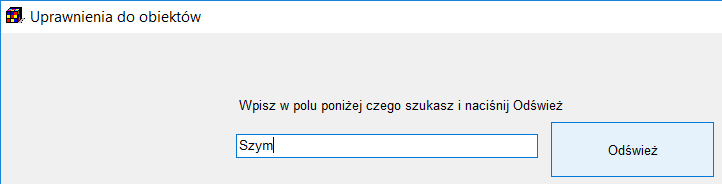 Uprawnienia do obiektów
Wpisz w polu poniżej czego szukasz i naciśnij Odśwież
Szym
Odśwież